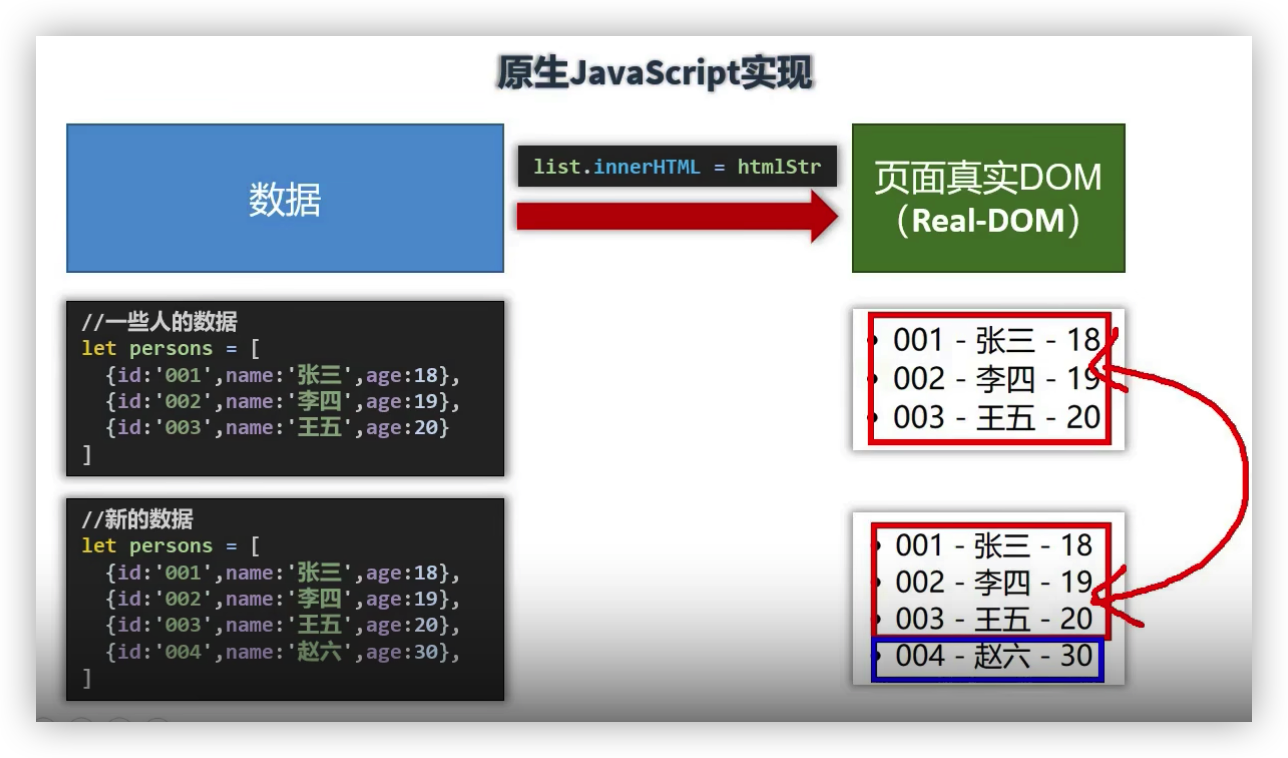 原生JavaScript实现
数据
list.innerHTML = htmlStr
页面真实DOM
（Real-DOM）
//一些人的数据
let persons = [
{id:'001',name:'张三',age:18},
{id:'002',name:'李四',age:19},
{id:'003',name:'王五',age:20}
]
001 - 张三 - 18
002 - 李四 - 19
003 - 王五 - 20
//新的数据
let persons = [
{id:'001',name:'张三',age:18},
{id:'002',name:'李四',age:19},
{id:'003',name:'王五',age:20},
{id:'004',name:'赵六',age:30},
]
001 - 张三 - 18
002 - 李四 - 19
003 - 王五 - 20
004 - 赵六 - 30